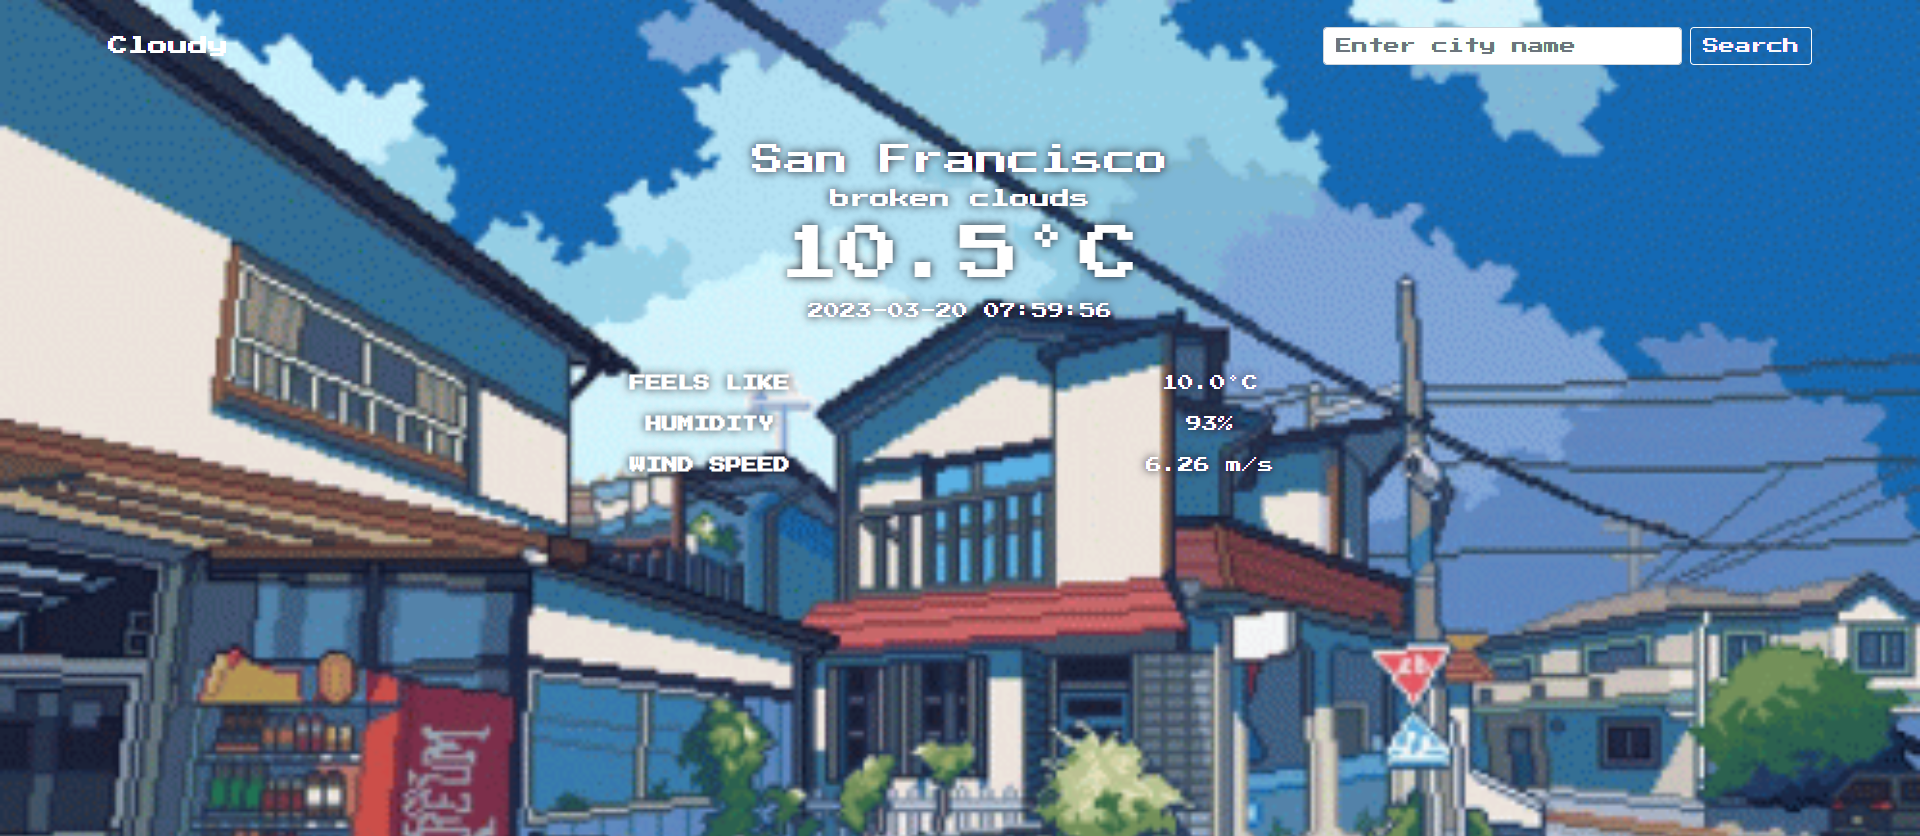 Cloudy
Enter city name
Search
San Francisco
broken clouds
10.5°C
2023-03-20 07:59:56
FEELS LIKE 10.0°C
HUMIDITY 93%
WIND SPEED 6.26 m/s